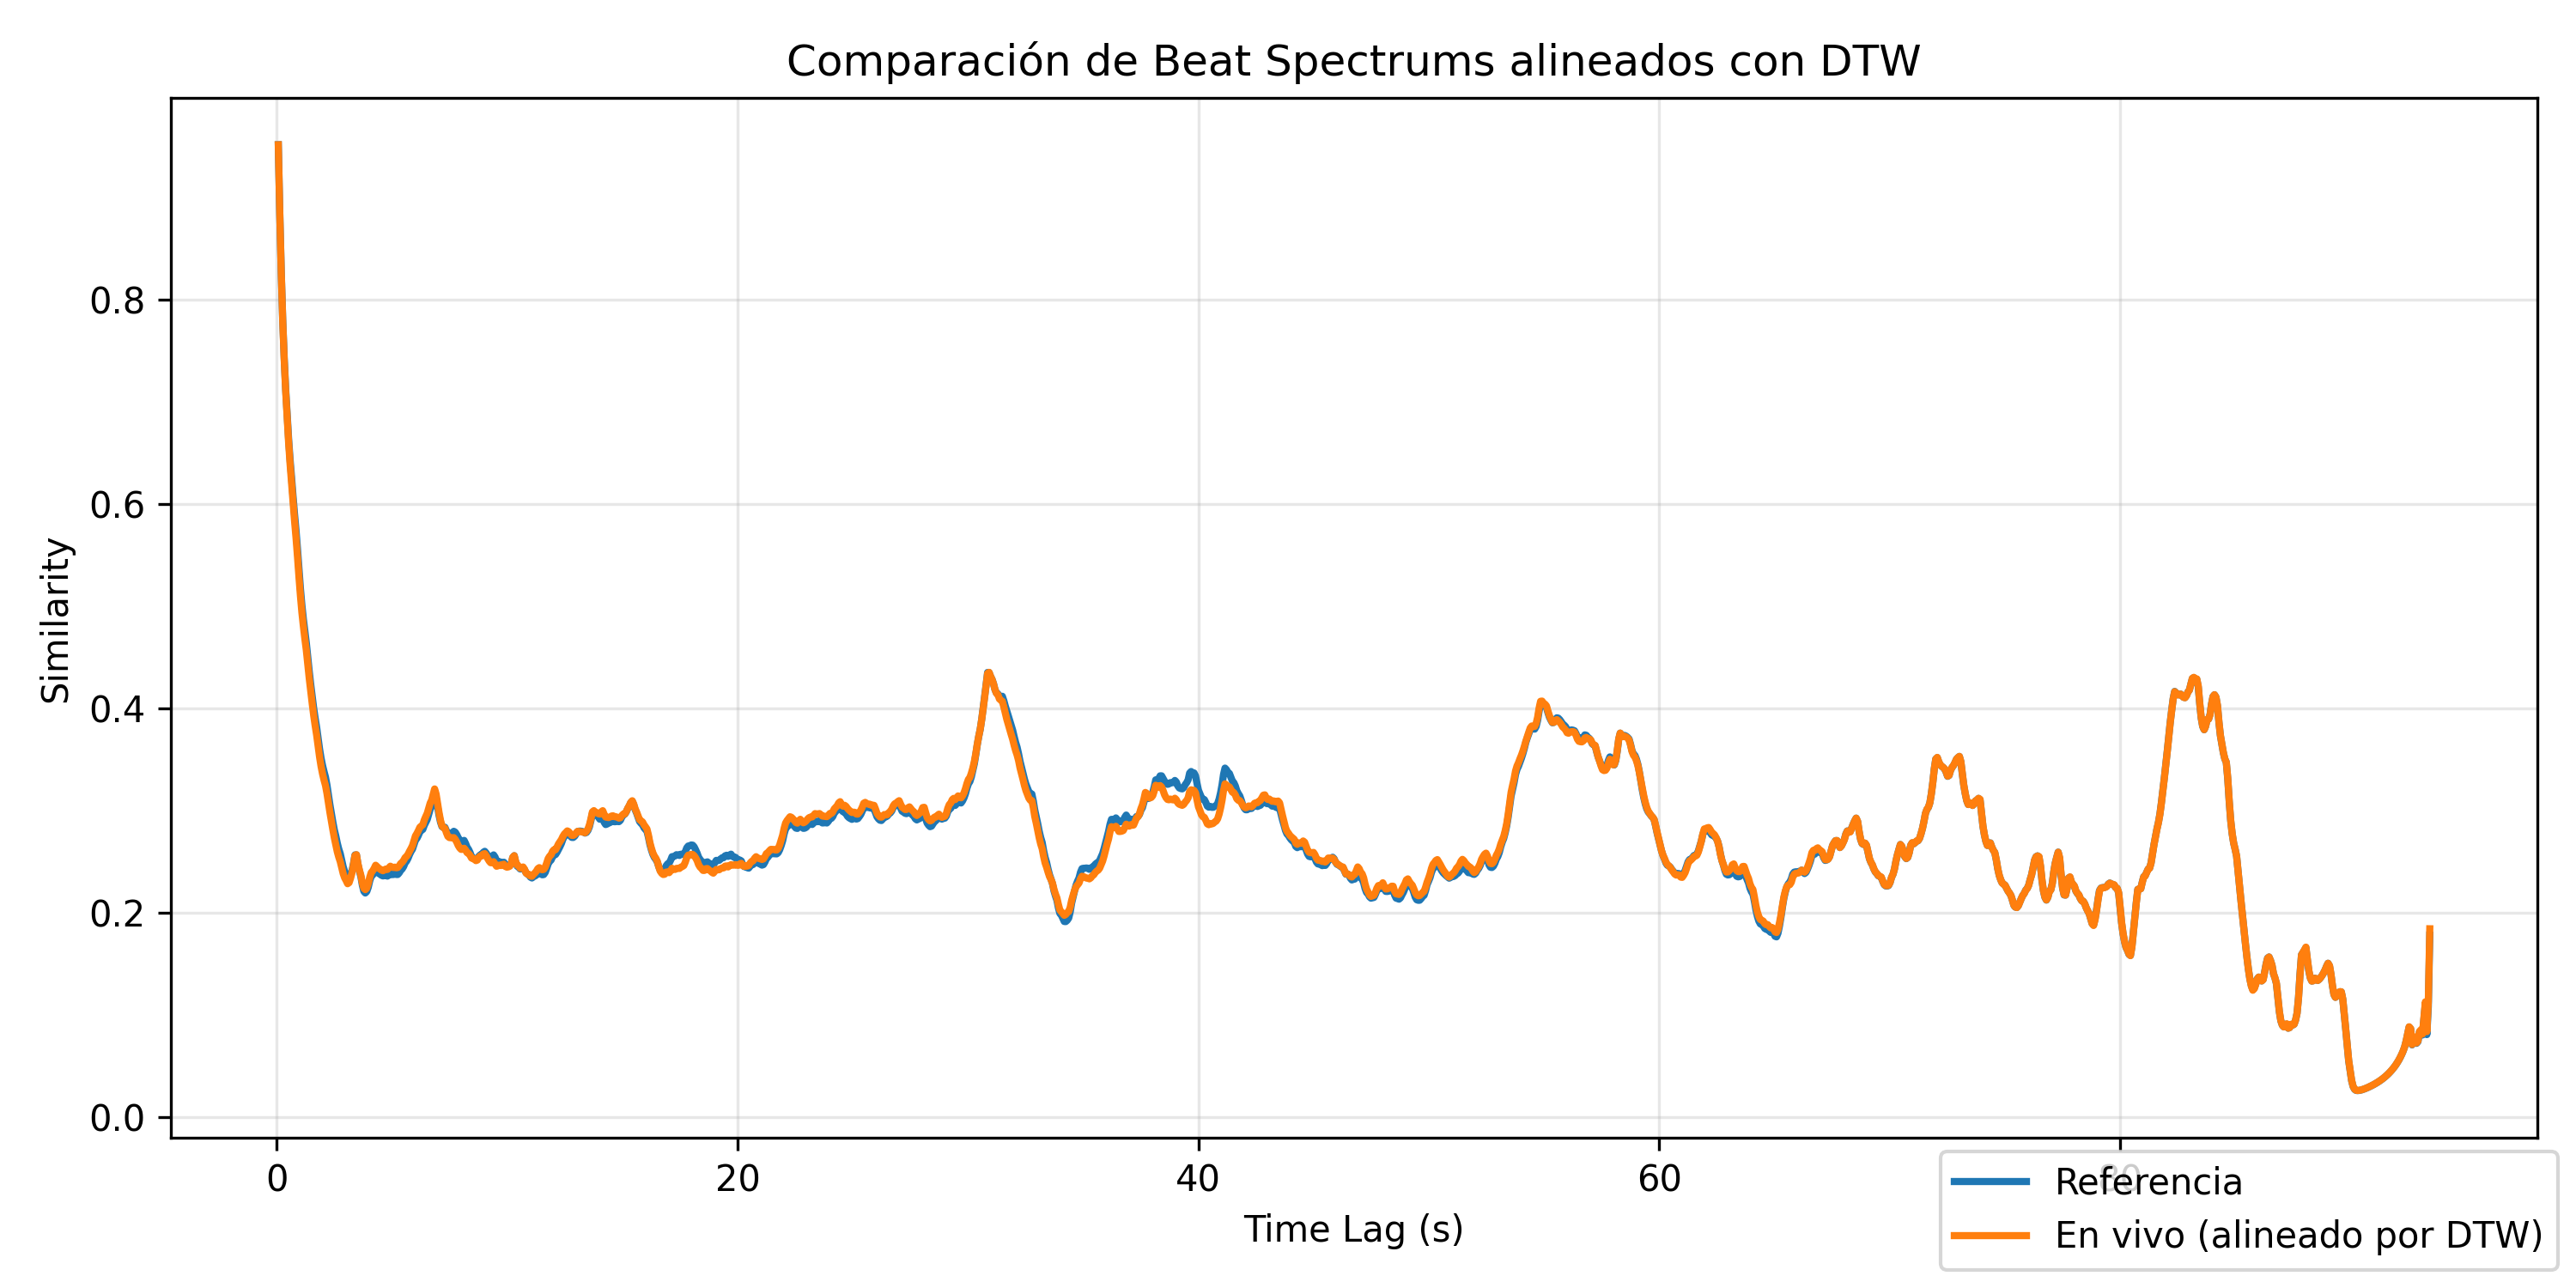 Comparación de Beat Spectrums alineados con DTW
Similarity
0.8
0.6
0.4
0.2
0.0
0 20 40 60 80
Time Lag (s)
Referencia
En vivo (alineado por DTW)